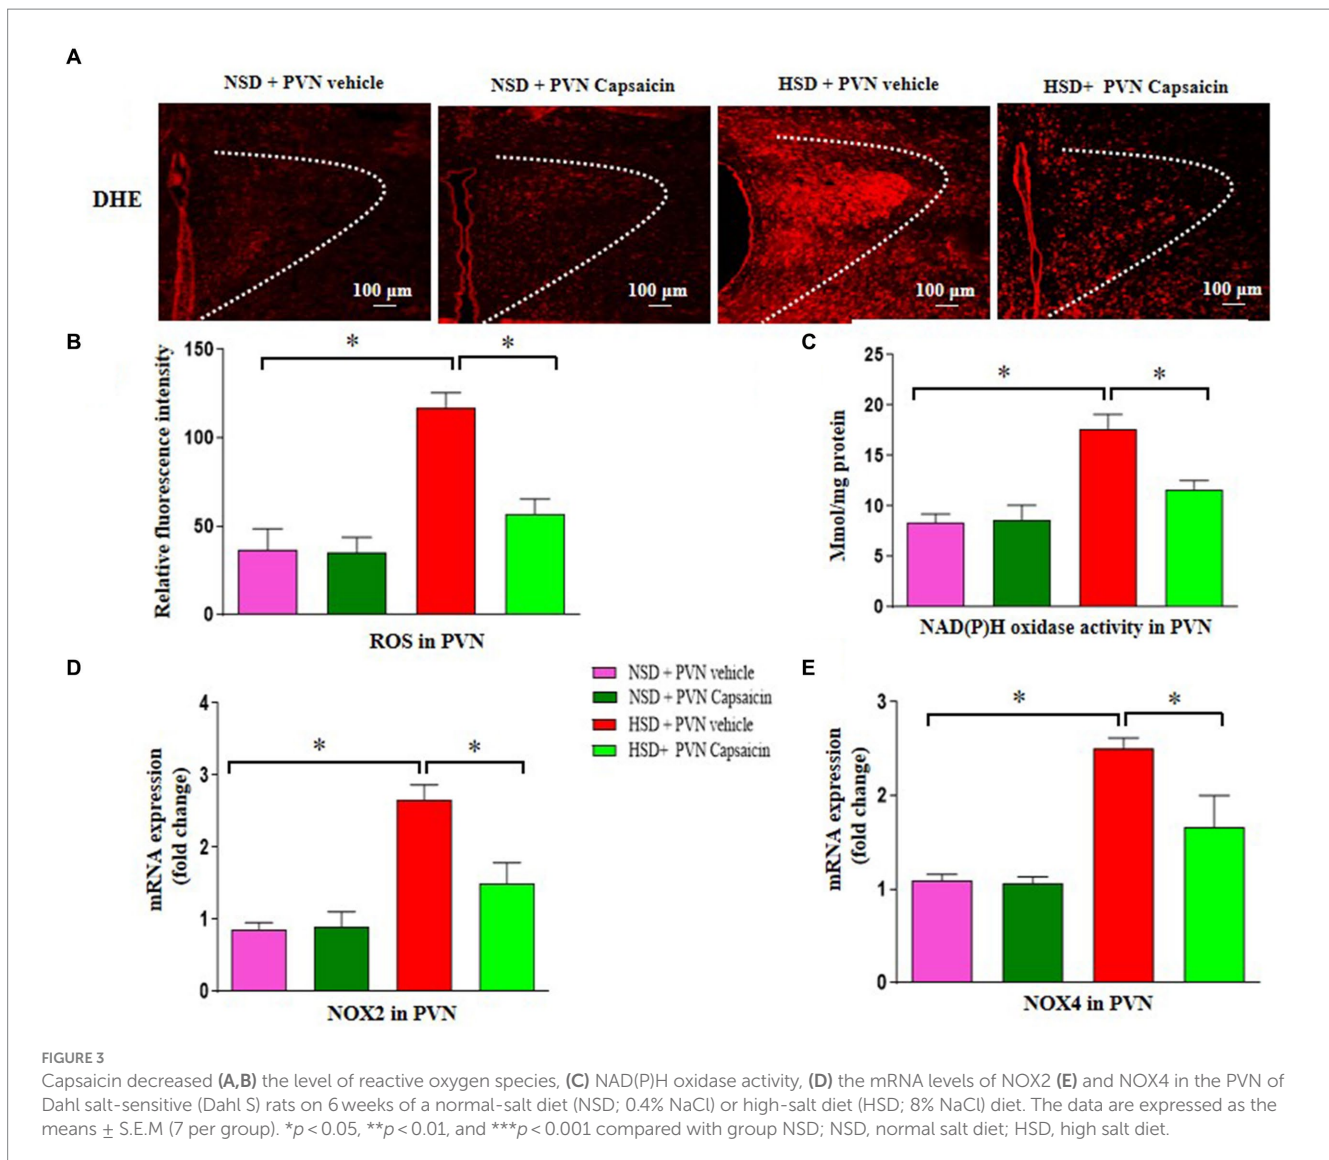 A
NSD + PVN vehicle
NSD + PVN Capsaicin
HSD + PVN vehicle
HSD+ PVN Capsaicin
DHE
100 µm
100 µm
100 µm
100 µm
B
Relative fluorescence intensity
150
100
50
0
*
*
ROS in PVN
C
Mmol/mg protein
25
20
15
10
5
0
*
*
NAD(P)H oxidase activity in PVN
D
mRNA expression
(fold change)
4
3
2
1
0
*
*
NOX2 in PVN
NSD + PVN vehicle
NSD + PVN Capsaicin
HSD + PVN vehicle
HSD+ PVN Capsaicin
E
mRNA expression
(fold change)
3
2
1
0
*
*
NOX4 in PVN
FIGURE 3
Capsaicin decreased (A,B) the level of reactive oxygen species, (C) NAD(P)H oxidase activity, (D) the mRNA levels of NOX2 (E) and NOX4 in the PVN of
Dahl salt-sensitive (Dahl S) rats on 6 weeks of a normal-salt diet (NSD; 0.4% NaCl) or high-salt diet (HSD; 8% NaCl) diet. The data are expressed as the
means ± S.E.M (7 per group). *p < 0.05, **p < 0.01, and ***p < 0.001 compared with group NSD; NSD, normal salt diet; HSD, high salt diet.